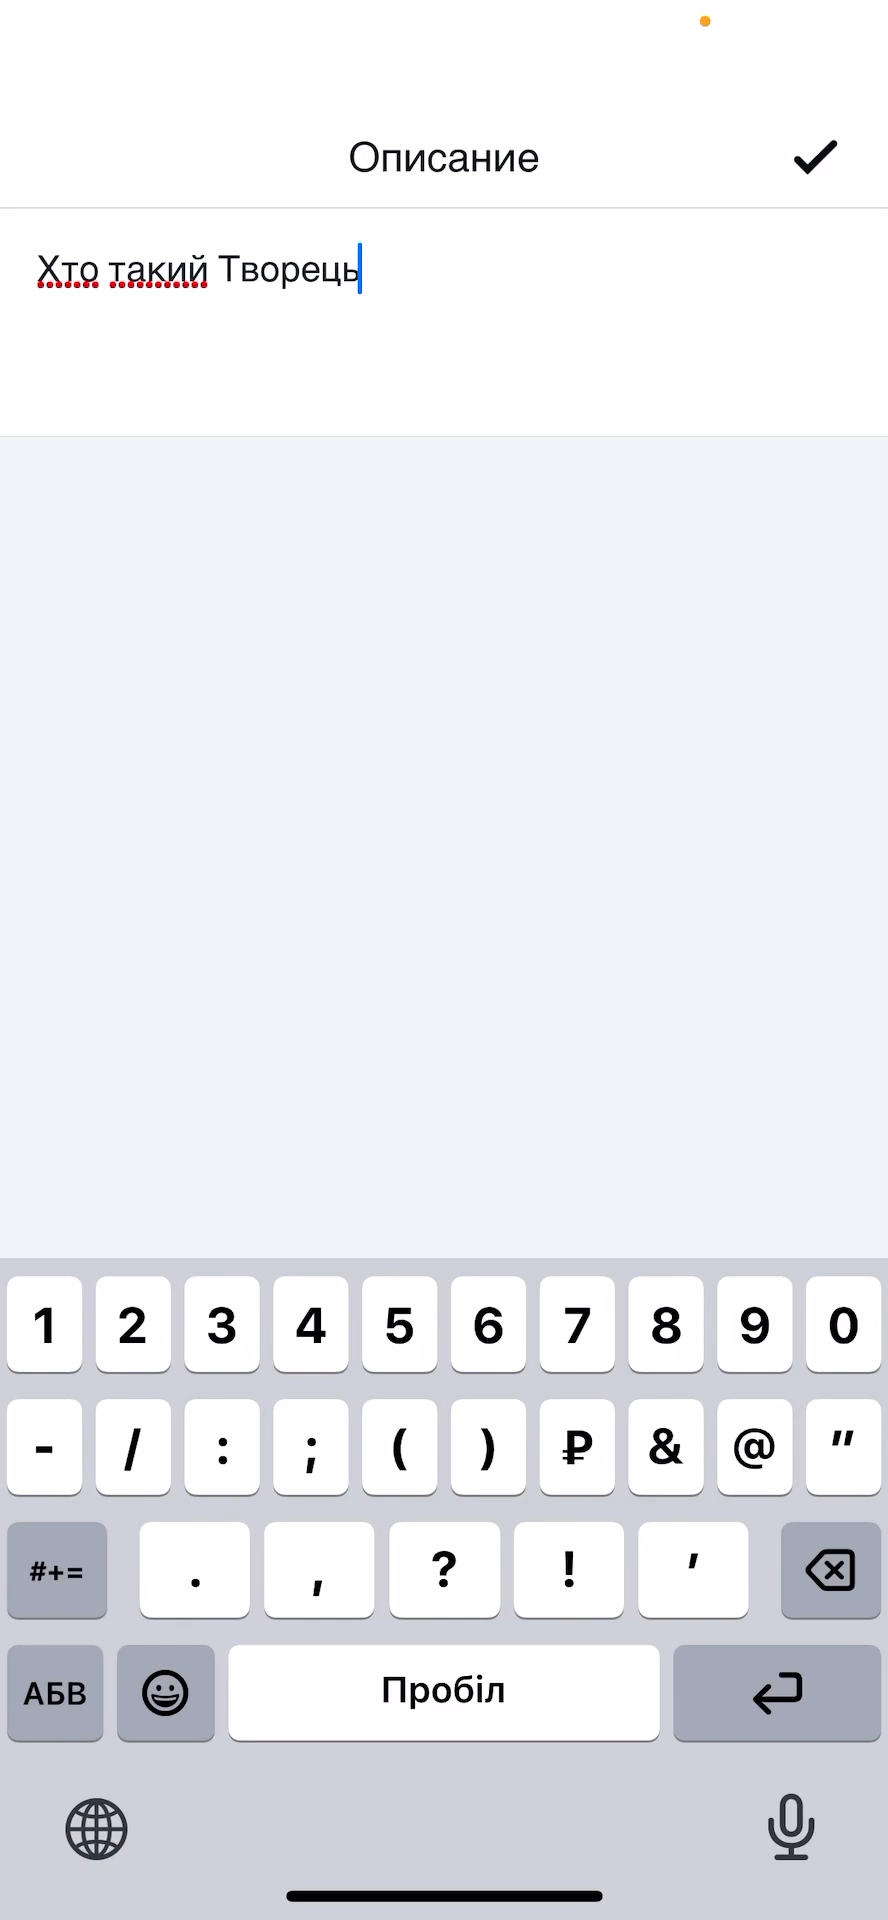 Описание
Хто такий Творець
1 2 3 4 5 6 7 8 9 0
- / : ; ( ) ₽ & @ "
#+= . , ? ! '
АБВ Пробіл